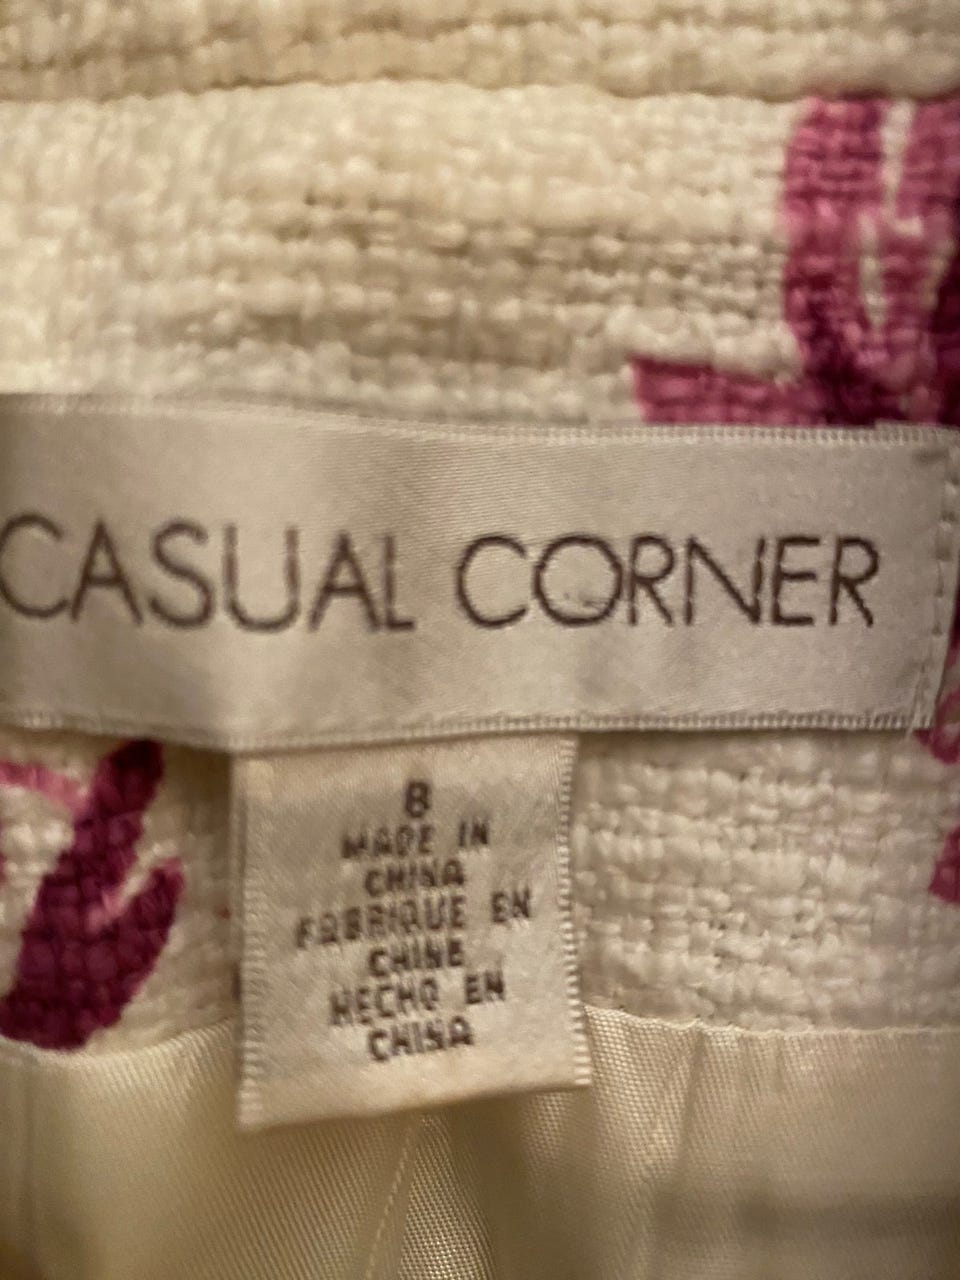 CASUAL CORNER
8
MADE IN
CHINA
FABRIQUE EN
CHINE
HECHO EN
CHINA